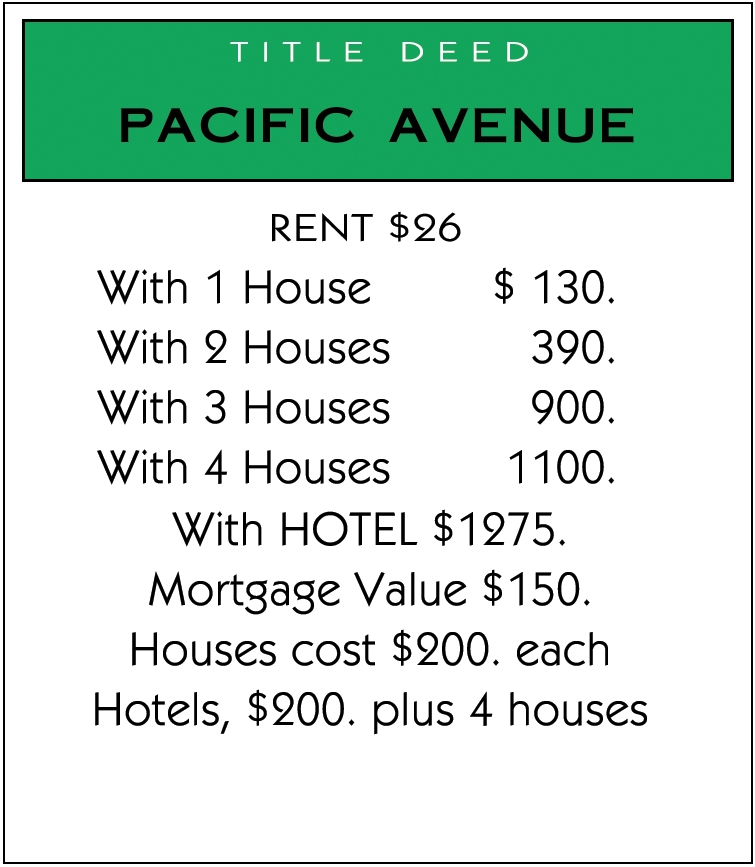 TITLE DEED
PACIFIC AVENUE
RENT $26
With 1 House $ 130.
With 2 Houses 390.
With 3 Houses 900.
With 4 Houses 1100.
With HOTEL $1275.
Mortgage Value $150.
Houses cost $200. each
Hotels, $200. plus 4 houses